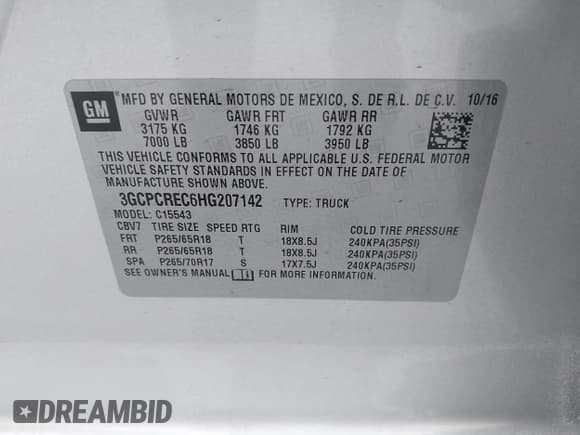 GM MFD BY GENERAL MOTORS DE MEXICO, S. DE R.L. DE C.V. 10/16
GVWR GAWR FRT GAWR RR
3175 KG 1746 KG 1792 KG
7000 LB 3850 LB 3950 LB
THIS VEHICLE CONFORMS TO ALL APPLICABLE U.S. FEDERAL MOTOR
VEHICLE SAFETY STANDARDS IN EFFECT ON THE DATE OF
MANUFACTURE SHOWN ABOVE.
3GCPCREC6HG207142 TYPE: TRUCK
MODEL: C15543
CBV7 TIRE SIZE SPEED RTG RIM COLD TIRE PRESSURE
FRT P265/65R18 T 18X8.5J 240KPA(35PSI)
RR P265/65R18 T 18X8.5J 240KPA(35PSI)
SPA P265/70R17 S 17X7.5J 240KPA(35PSI)
SEE OWNER'S MANUAL FOR MORE INFORMATION.
DREAMBID